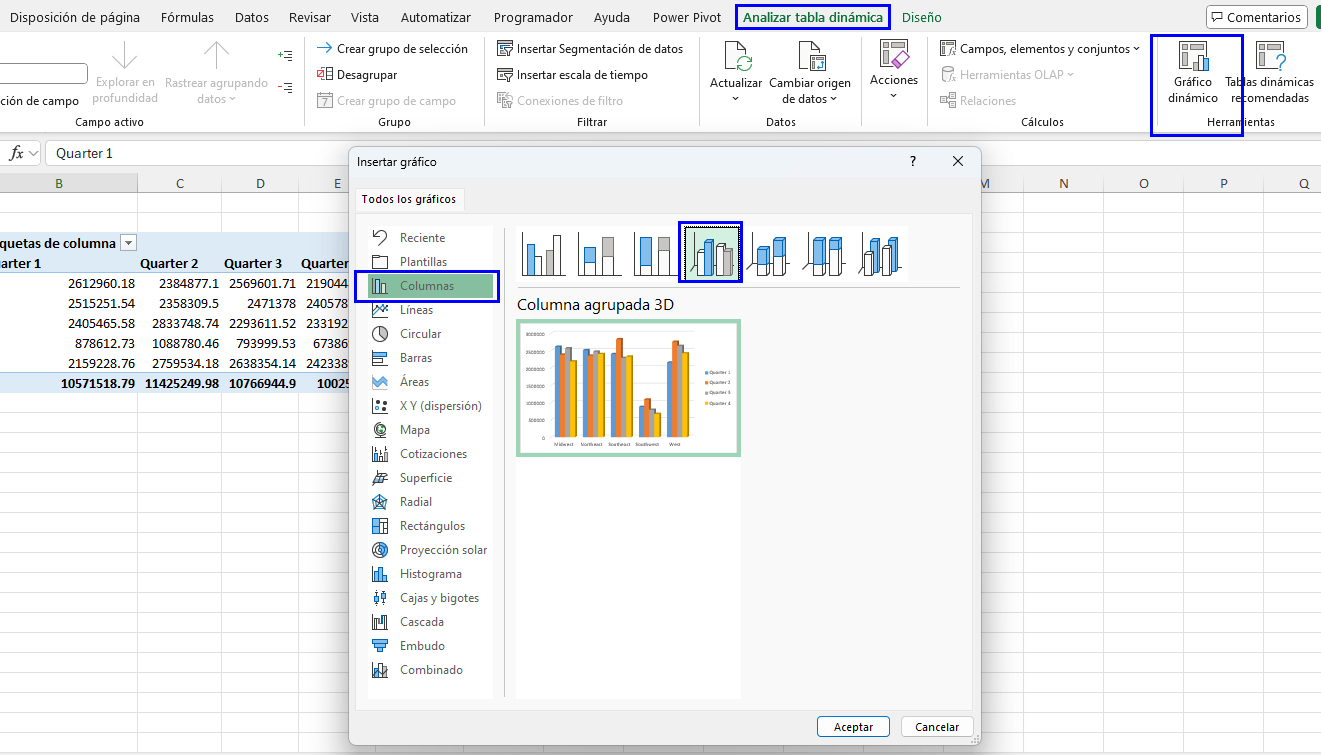 Disposición de página Fórmulas Datos Revisar Vista Automatizar Programador Ayuda Power Pivot Analizar tabla dinámica Diseño Comentarios
Explorar en profundidad
Rastrear agrupando datos
ción de campo
Campo activo
Crear grupo de selección
Desagrupar
Crear grupo de campo
Grupo
Insertar Segmentación de datos
Insertar escala de tiempo
Conexiones de filtro
Filtrar
Actualizar
Cambiar origen de datos
Datos
Acciones
Campos, elementos y conjuntos
Herramientas OLAP
Relaciones
Cálculos
Gráfico dinámico
Tablas dinámicas recomendadas
Herramientas
fx Quarter 1
B C D E M N O P Q
quetas de columna
arter 1 Quarter 2 Quarter 3 Quarter
2612960.18 2384877.1 2569601.71 219044
2515251.54 2358309.5 2471378 240578
2405465.58 2833748.74 2293611.52 233192
878612.73 1088780.46 793999.53 67386
2159228.76 2759534.18 2638354.14 242338
10571518.79 11425249.98 10766944.9 1002
Insertar gráfico ?
Todos los gráficos
Reciente
Plantillas
Columnas
Líneas
Circular
Barras
Áreas
X Y (dispersión)
Mapa
Cotizaciones
Superficie
Radial
Rectángulos
Proyección solar
Histograma
Cajas y bigotes
Cascada
Embudo
Combinado
Columna agrupada 3D
3000000
2500000
2000000
1500000
1000000
500000
0
Midwest Northeast Southeast Southwest West
Quarter 1
Quarter 2
Quarter 3
Quarter 4
Aceptar Cancelar